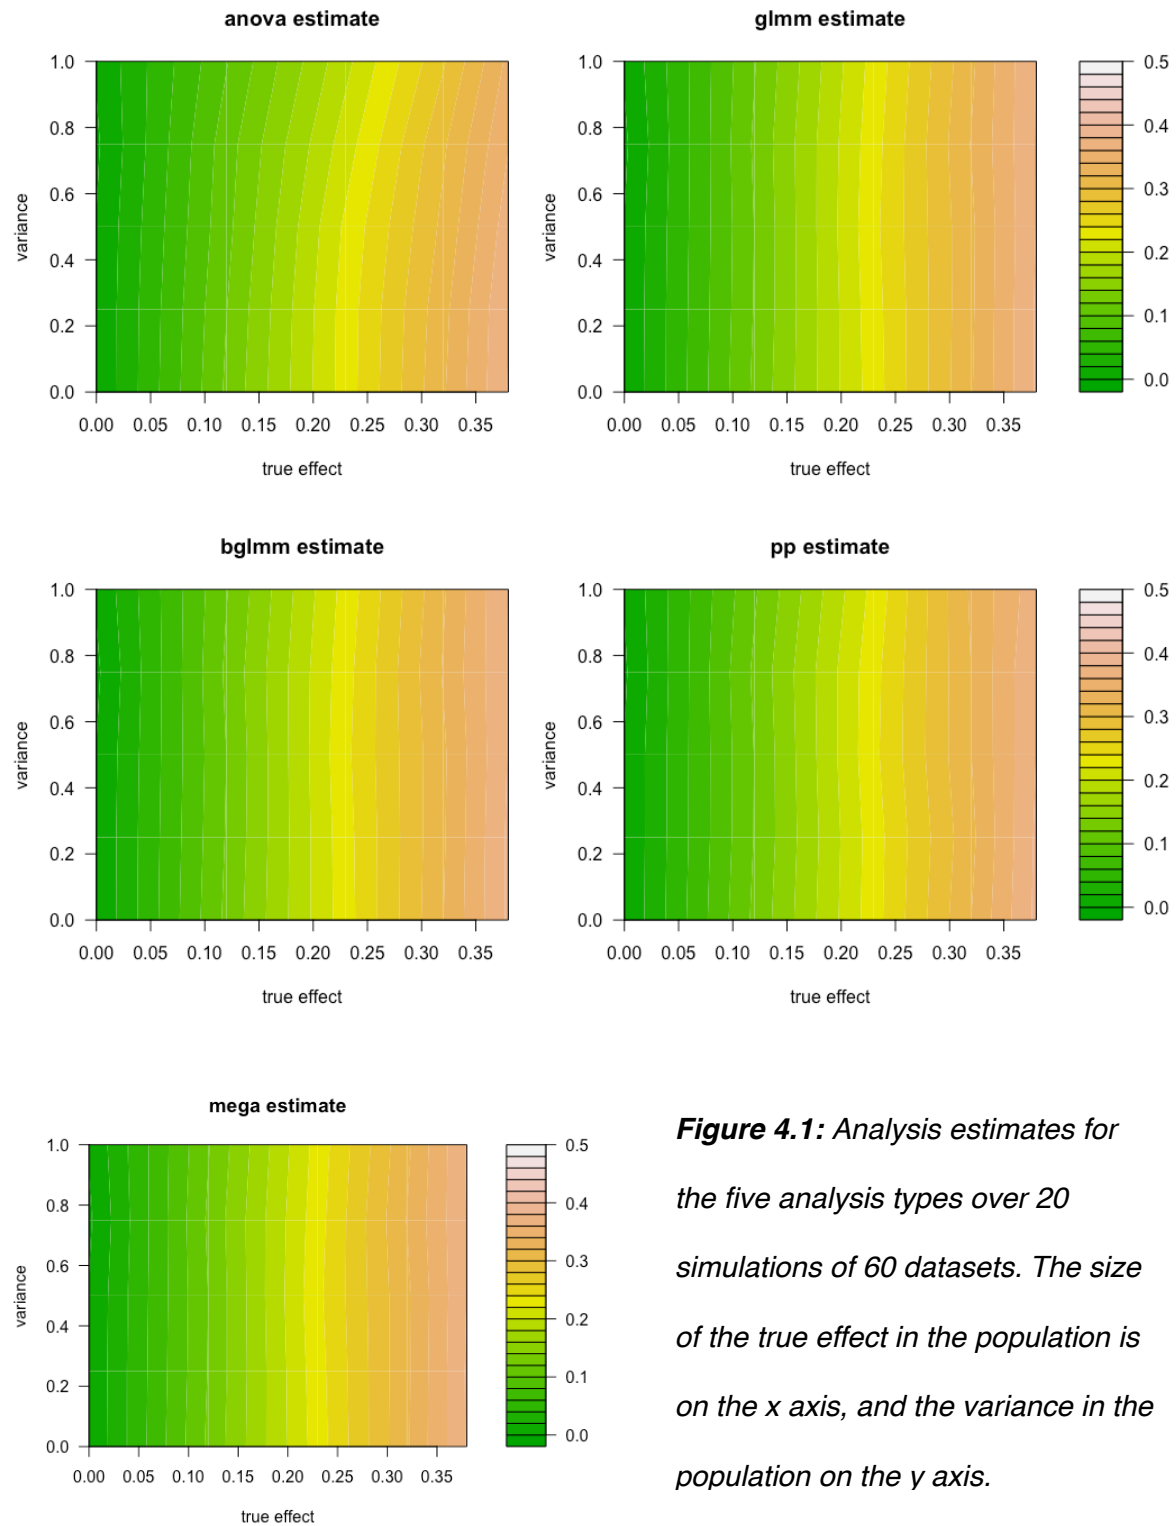 anova estimate
glmm estimate
1.0
0.8
0.6
0.4
0.2
0.0
variance
0.00 0.05 0.10 0.15 0.20 0.25 0.30 0.35
true effect
1.0
0.8
0.6
0.4
0.2
0.0
variance
0.00 0.05 0.10 0.15 0.20 0.25 0.30 0.35
true effect
0.5
0.4
0.3
0.2
0.1
0.0
bglmm estimate
pp estimate
1.0
0.8
0.6
0.4
0.2
0.0
variance
0.00 0.05 0.10 0.15 0.20 0.25 0.30 0.35
true effect
1.0
0.8
0.6
0.4
0.2
0.0
variance
0.00 0.05 0.10 0.15 0.20 0.25 0.30 0.35
true effect
0.5
0.4
0.3
0.2
0.1
0.0
mega estimate
1.0
0.8
0.6
0.4
0.2
0.0
variance
0.00 0.05 0.10 0.15 0.20 0.25 0.30 0.35
true effect
0.5
0.4
0.3
0.2
0.1
0.0
Figure 4.1: Analysis estimates for
the five analysis types over 20
simulations of 60 datasets. The size
of the true effect in the population is
on the x axis, and the variance in the
population on the y axis.